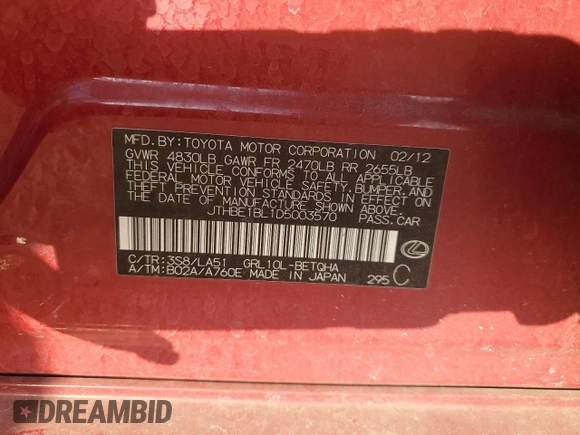 MFD.BY:TOYOTA MOTOR CORPORATION 02/12
GVWR 4830LB GAWR FR 2470LB RR 2655LB
THIS VEHICLE CONFORMS TO ALL APPLICABLE
FEDERAL MOTOR VEHICLE SAFETY, BUMPER, AND
THEFT PREVENTION STANDARDS IN EFFECT ON
THE DATE OF MANUFACTURE SHOWN ABOVE.
JTHBE1BL1D5003570 PASS.CAR
C/TR:3S8/LA51 GRL10L-BETQHA
A/TM:B02A/A760E MADE IN JAPAN 295 C
DREAMBID